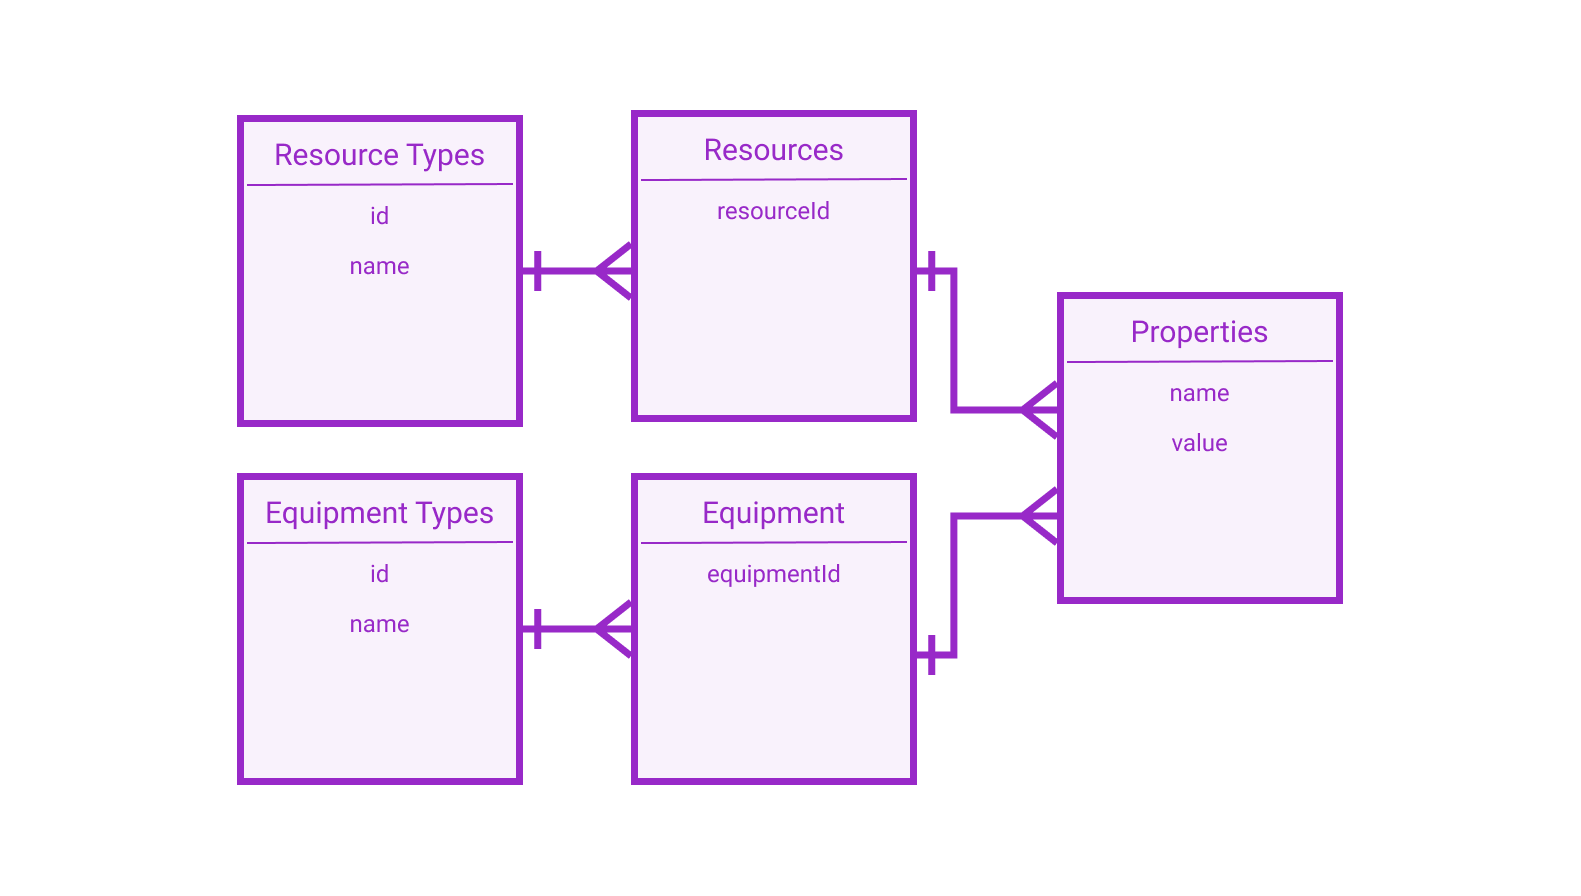 Resource Types
id
name
Resources
resourceId
Properties
name
value
Equipment Types
id
name
Equipment
equipmentId